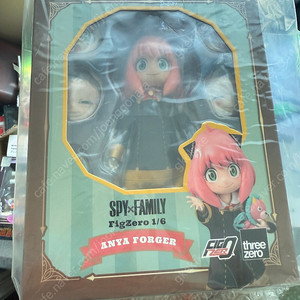 SPY×FAMILY
FigZero 1/6
ANYA FORGER
three
zero